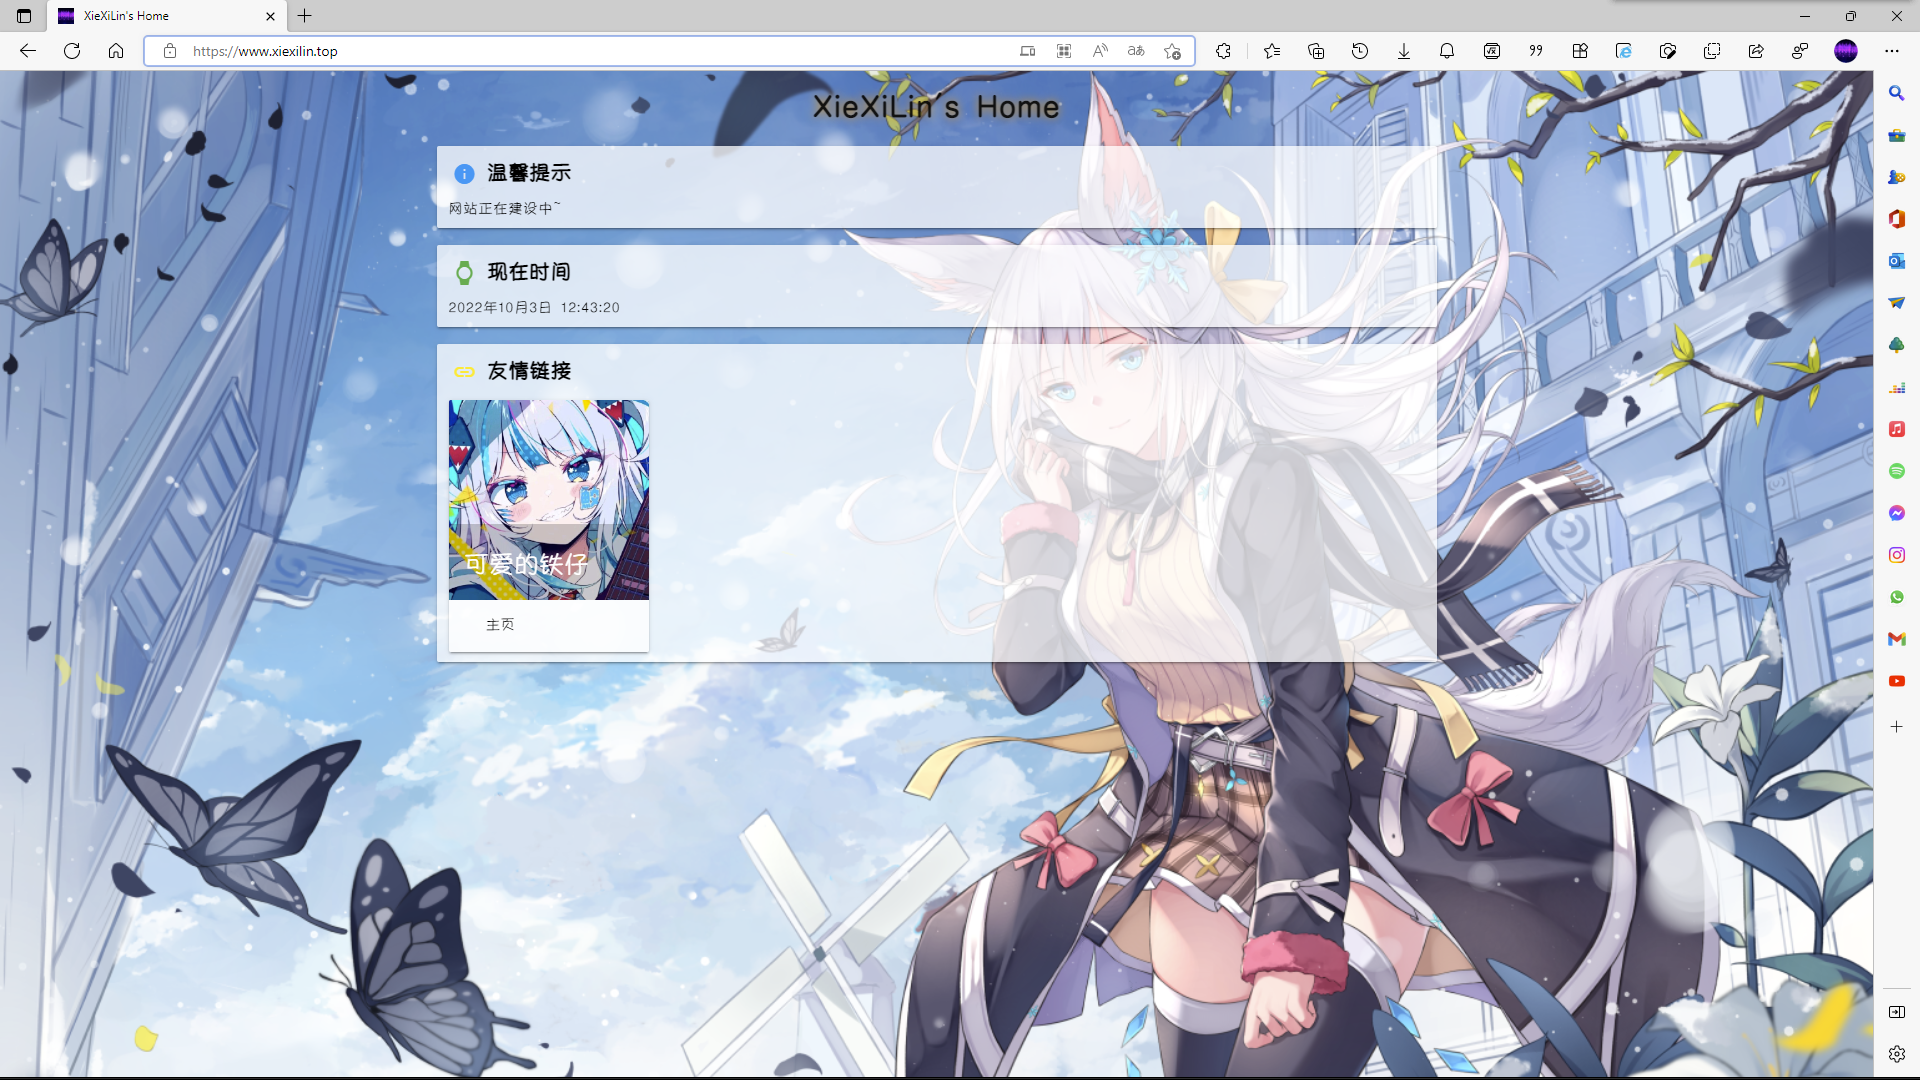 XieXiLin's Home
https://www.xiexilin.top
XieXiLin's Home
温馨提示
网站正在建设中~
现在时间
2022年10月3日 12:43:20
友情链接
可爱的铁仔
主页